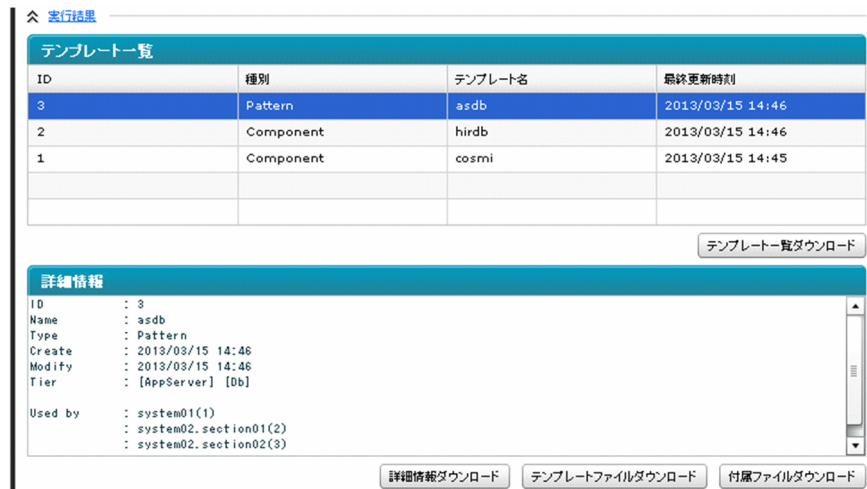 実行結果
テンプレート一覧
ID 種別 テンプレート名 最終更新時刻
3 Pattern asdb 2013/03/15 14:46
2 Component hirdb 2013/03/15 14:46
1 Component cosmi 2013/03/15 14:45
テンプレート一覧ダウンロード
詳細情報
ID : 3
Name : asdb
Type : Pattern
Create : 2013/03/15 14:46
Modify : 2013/03/15 14:46
Tier : [AppServer] [Db]
Used by : system01(1)
: system02.section01(2)
: system02.section02(3)
詳細情報ダウンロード テンプレートファイルダウンロード 付属ファイルダウンロード